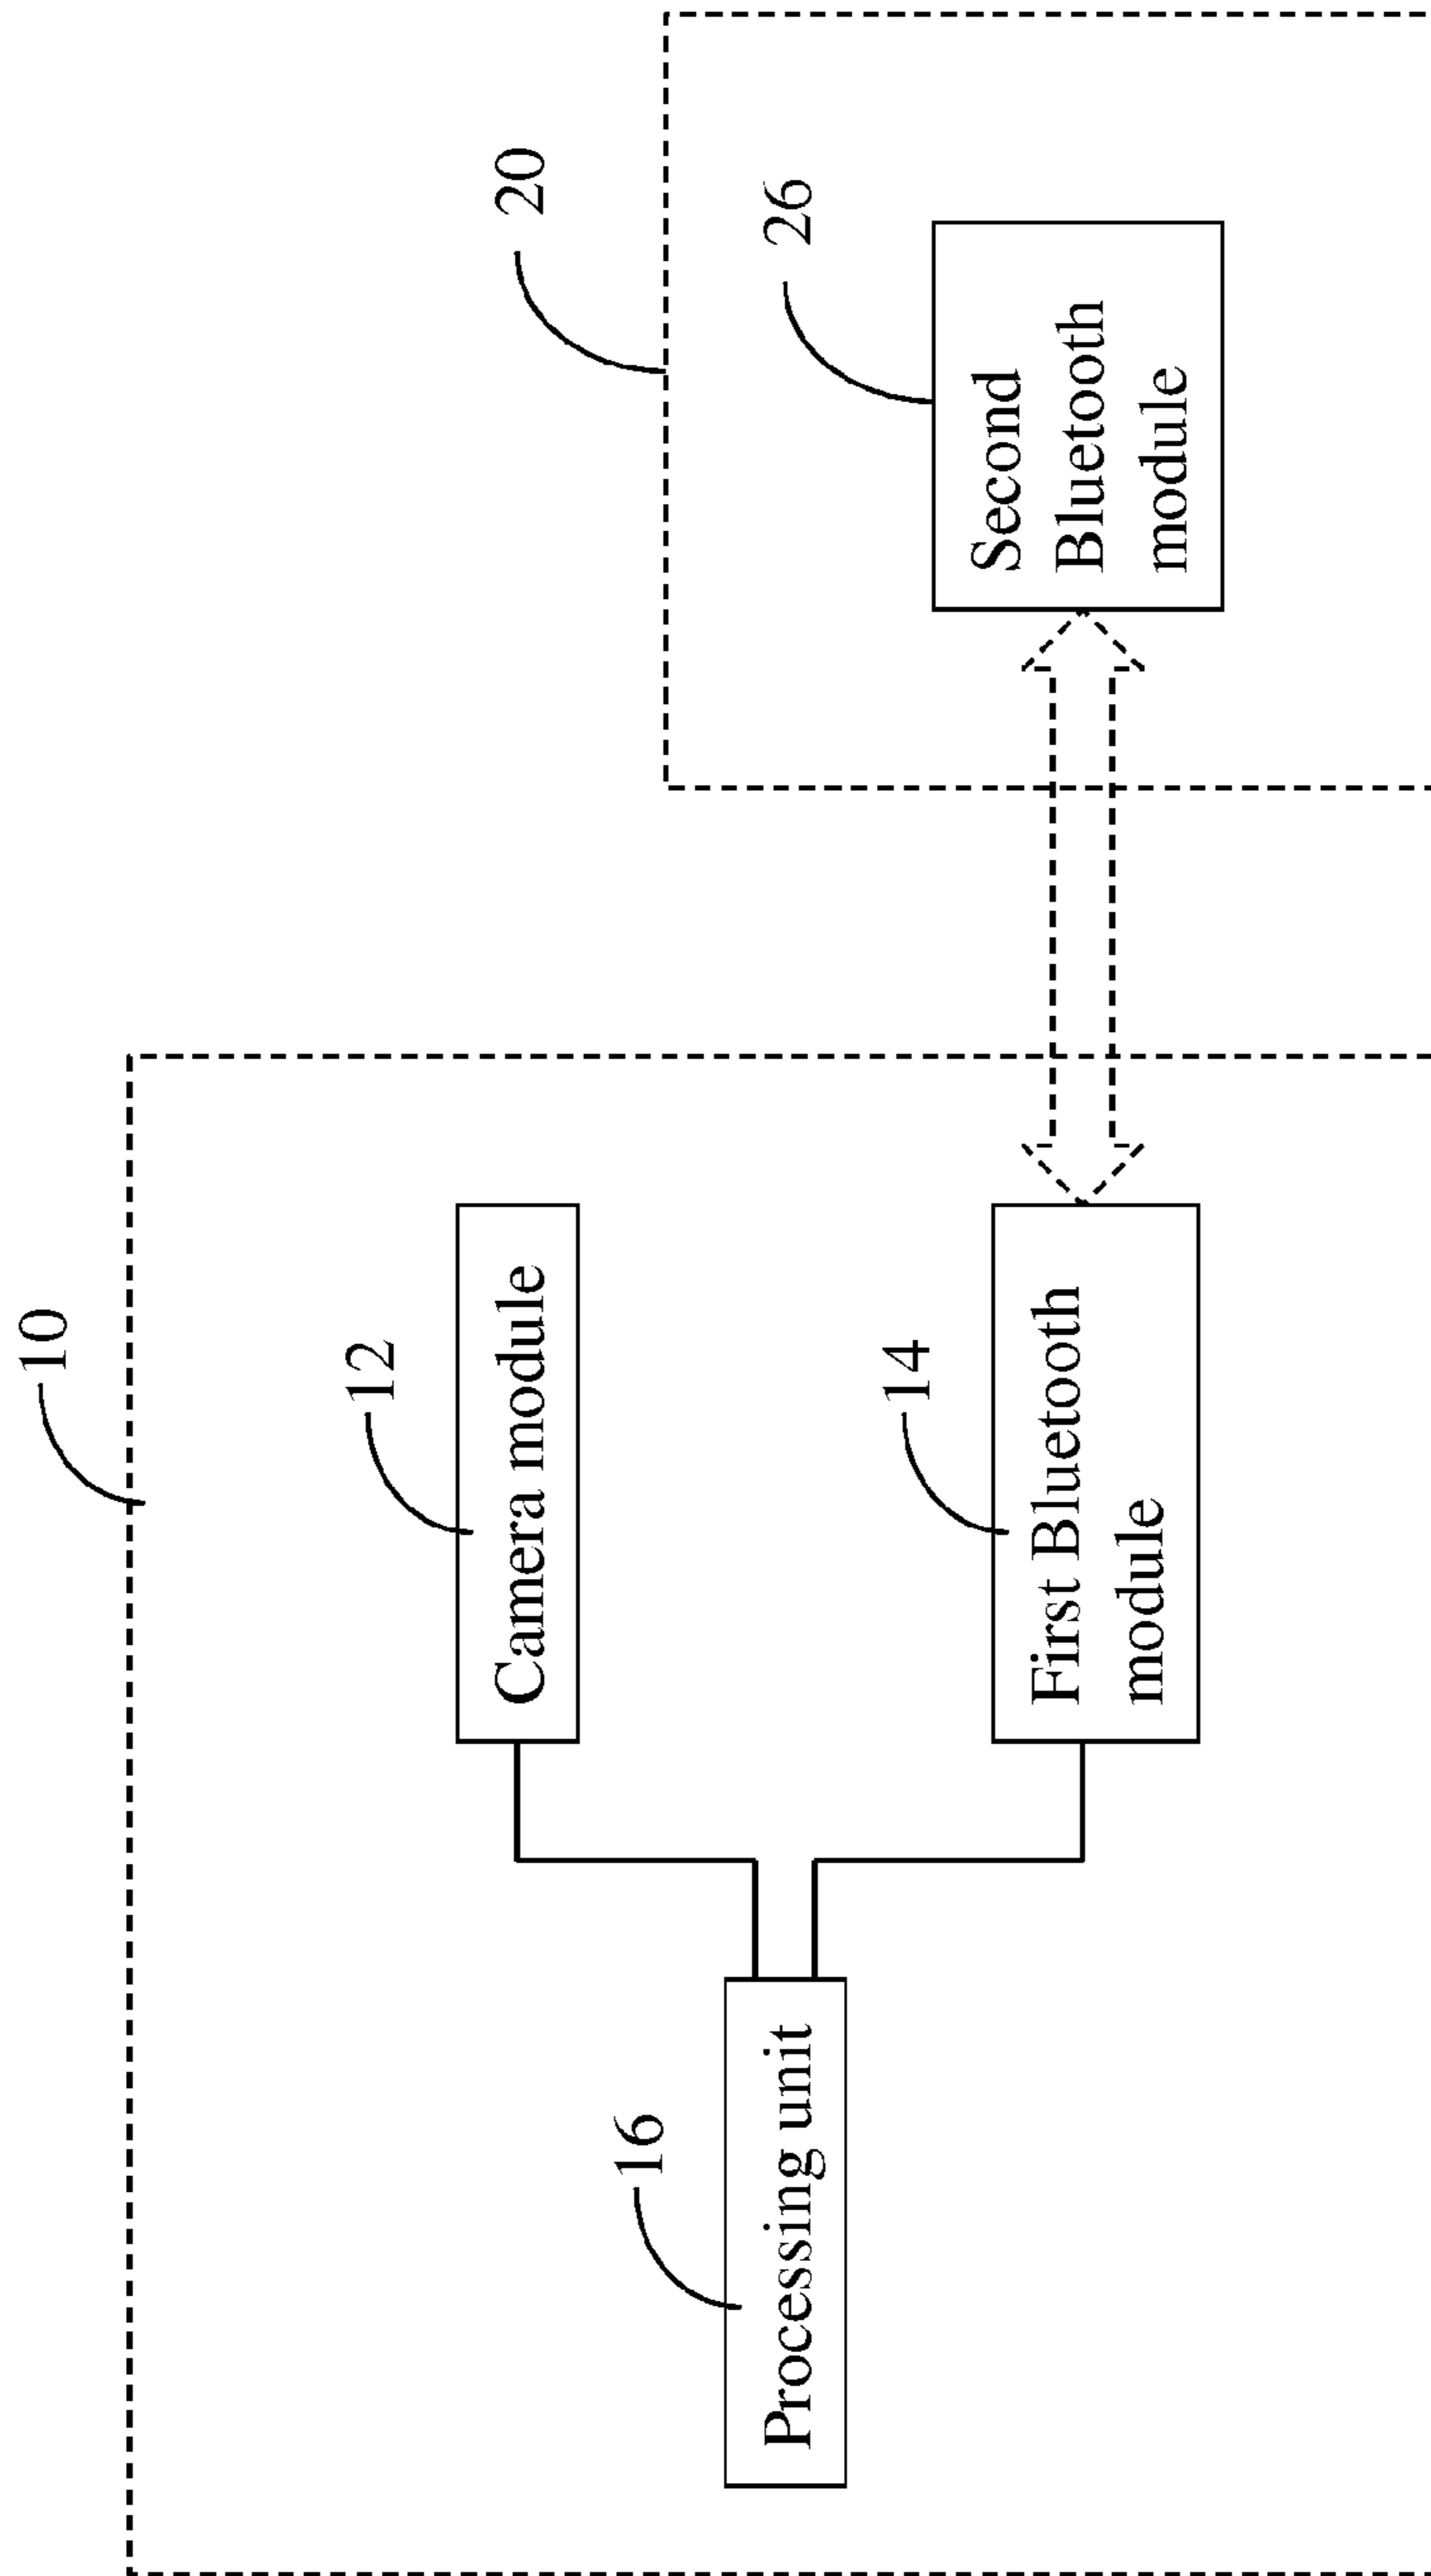 10
20
12
Camera module
26
16
Processing unit
14
First Bluetooth
module
Second
Bluetooth
module